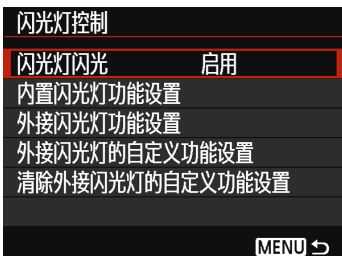 闪光灯控制
闪光灯闪光 启用
内置闪光灯功能设置
外接闪光灯功能设置
外接闪光灯的自定义功能设置
清除外接闪光灯的自定义功能设置
MENU